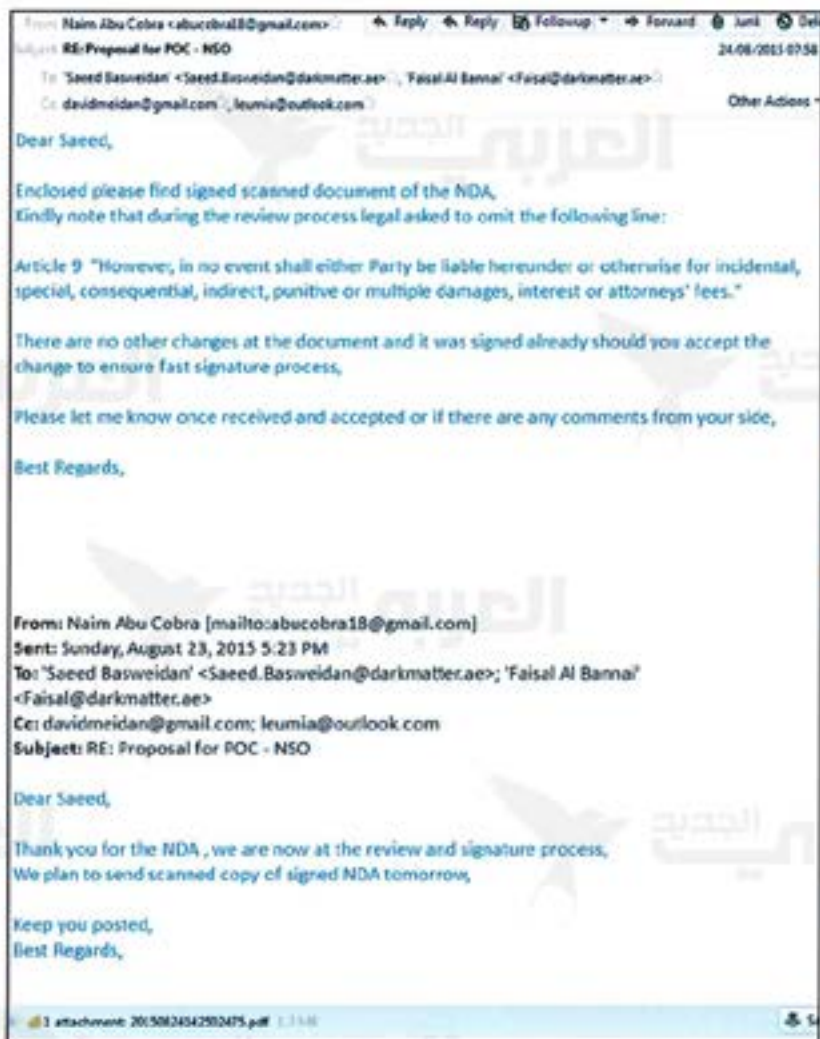 From: Naim Abu Cobra <abucobra18@gmail.com> Reply Reply Followup Forward Junk
Subject: RE: Proposal for POC - NSO 24-08-2015 07:58
To 'Saeed Basweidan' <Saeed.Basweidan@darkmatter.ae>, 'Faisal Al Bannai' <Faisal@darkmatter.ae>
Cc davidmeidan@gmail.com, leumia@outlook.com Other Actions
Dear Saeed,
Enclosed please find signed scanned document of the NDA,
Kindly note that during the review process legal asked to omit the following line:
Article 9 "However, in no event shall either Party be liable hereunder or otherwise for incidental,
special, consequential, indirect, punitive or multiple damages, interest or attorneys' fees."
There are no other changes at the document and it was signed already should you accept the
change to ensure fast signature process,
Please let me know once received and accepted or if there are any comments from your side,
Best Regards,
From: Naim Abu Cobra [mailto:abucobra18@gmail.com]
Sent: Sunday, August 23, 2015 5:23 PM
To: 'Saeed Basweidan' <Saeed.Basweidan@darkmatter.ae>; 'Faisal Al Bannai'
<Faisal@darkmatter.ae>
Cc: davidmeidan@gmail.com; leumia@outlook.com
Subject: RE: Proposal for POC - NSO
Dear Saeed,
Thank you for the NDA , we are now at the review and signature process,
We plan to send scanned copy of signed NDA tomorrow,
Keep you posted,
Best Regards,
1 attachment:
العربي الجديد